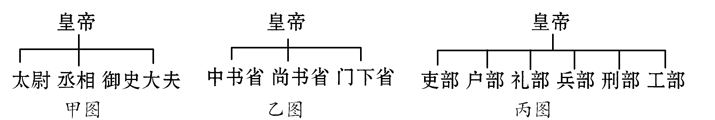 皇帝 皇帝 皇帝
太尉 丞相 御史大夫 中书省 尚书省 门下省 吏部 户部 礼部 兵部 刑部 工部
甲图 乙图 丙图